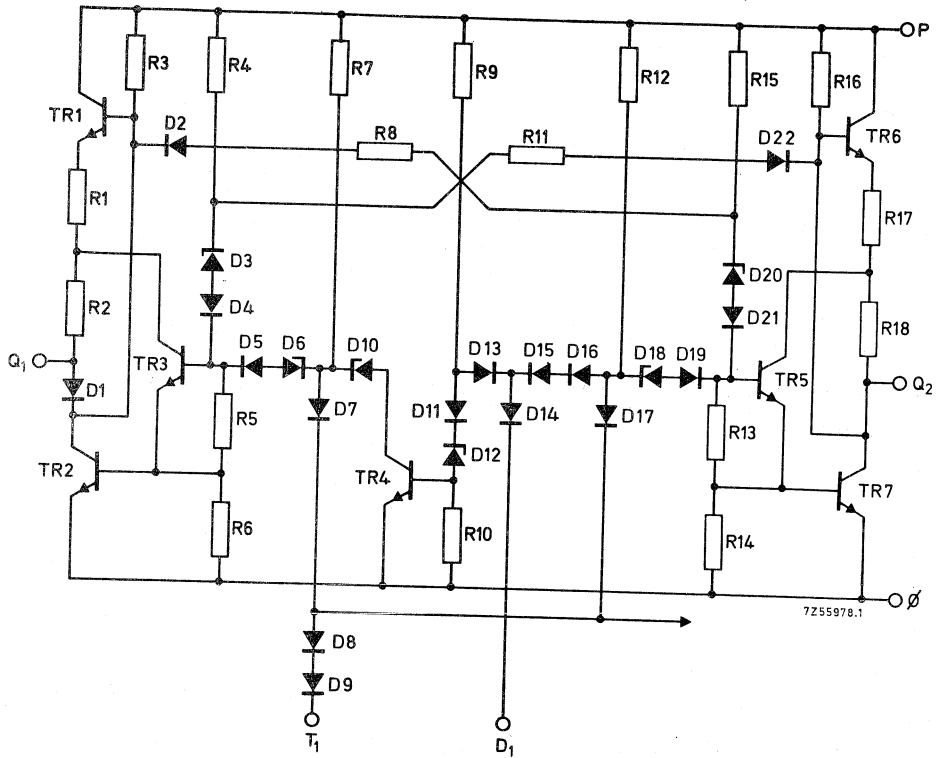 P
R3
R4
R7
R9
R12
R15
R16
TR1
TR6
D2
R8
R11
D22
R1
R17
D3
D20
R2
D4
D21
R18
Q1
TR3
D5
D6
D10
D13
D15
D16
D18
D19
TR5
Q2
D1
D7
D11
D14
D17
R5
R13
TR2
TR4
D12
TR7
R6
R10
R14
Ø
7Z55978.1
D8
D9
T1
D1